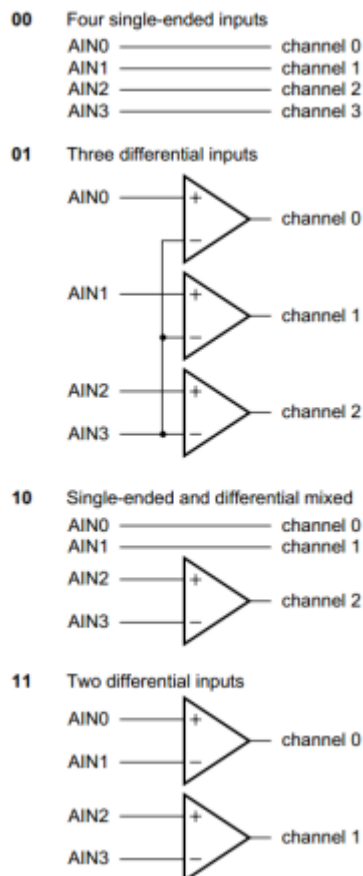 00 Four single-ended inputs
AIN0 channel 0
AIN1 channel 1
AIN2 channel 2
AIN3 channel 3
01 Three differential inputs
AIN0 + channel 0
−
AIN1 + channel 1
−
AIN2 + channel 2
AIN3 −
10 Single-ended and differential mixed
AIN0 channel 0
AIN1 channel 1
AIN2 + channel 2
AIN3 −
11 Two differential inputs
AIN0 + channel 0
AIN1 −
AIN2 + channel 1
AIN3 −